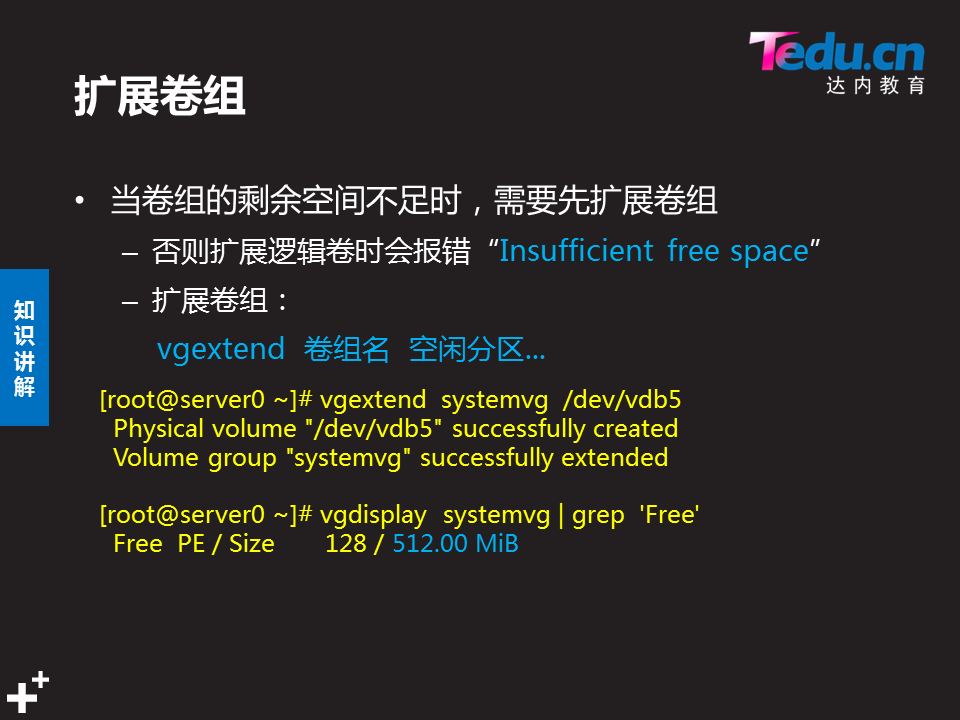 Tedu.cn
达内教育
扩展卷组
• 当卷组的剩余空间不足时，需要先扩展卷组
– 否则扩展逻辑卷时会报错“Insufficient free space”
– 扩展卷组：
vgextend 卷组名 空闲分区...
知识讲解
[root@server0 ~]# vgextend systemvg /dev/vdb5
Physical volume "/dev/vdb5" successfully created
Volume group "systemvg" successfully extended
[root@server0 ~]# vgdisplay systemvg | grep 'Free'
Free PE / Size 128 / 512.00 MiB